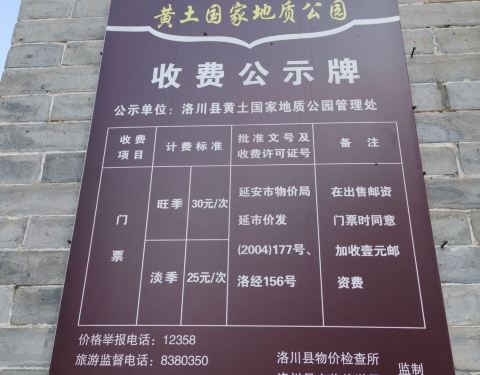 黄土国家地质公园
收费公示牌
公示单位：洛川县黄土国家地质公园管理处
收费项目 计费标准 批准文号及收费许可证号 备注
门票
旺季 30元/次
淡季 25元/次
延安市物价局
延市价发
(2004)177号、
洛经156号
在出售邮资
门票时同意
加收壹元邮
资费
价格举报电话：12358
旅游监督电话：8380350
洛川县物价检查所
监制